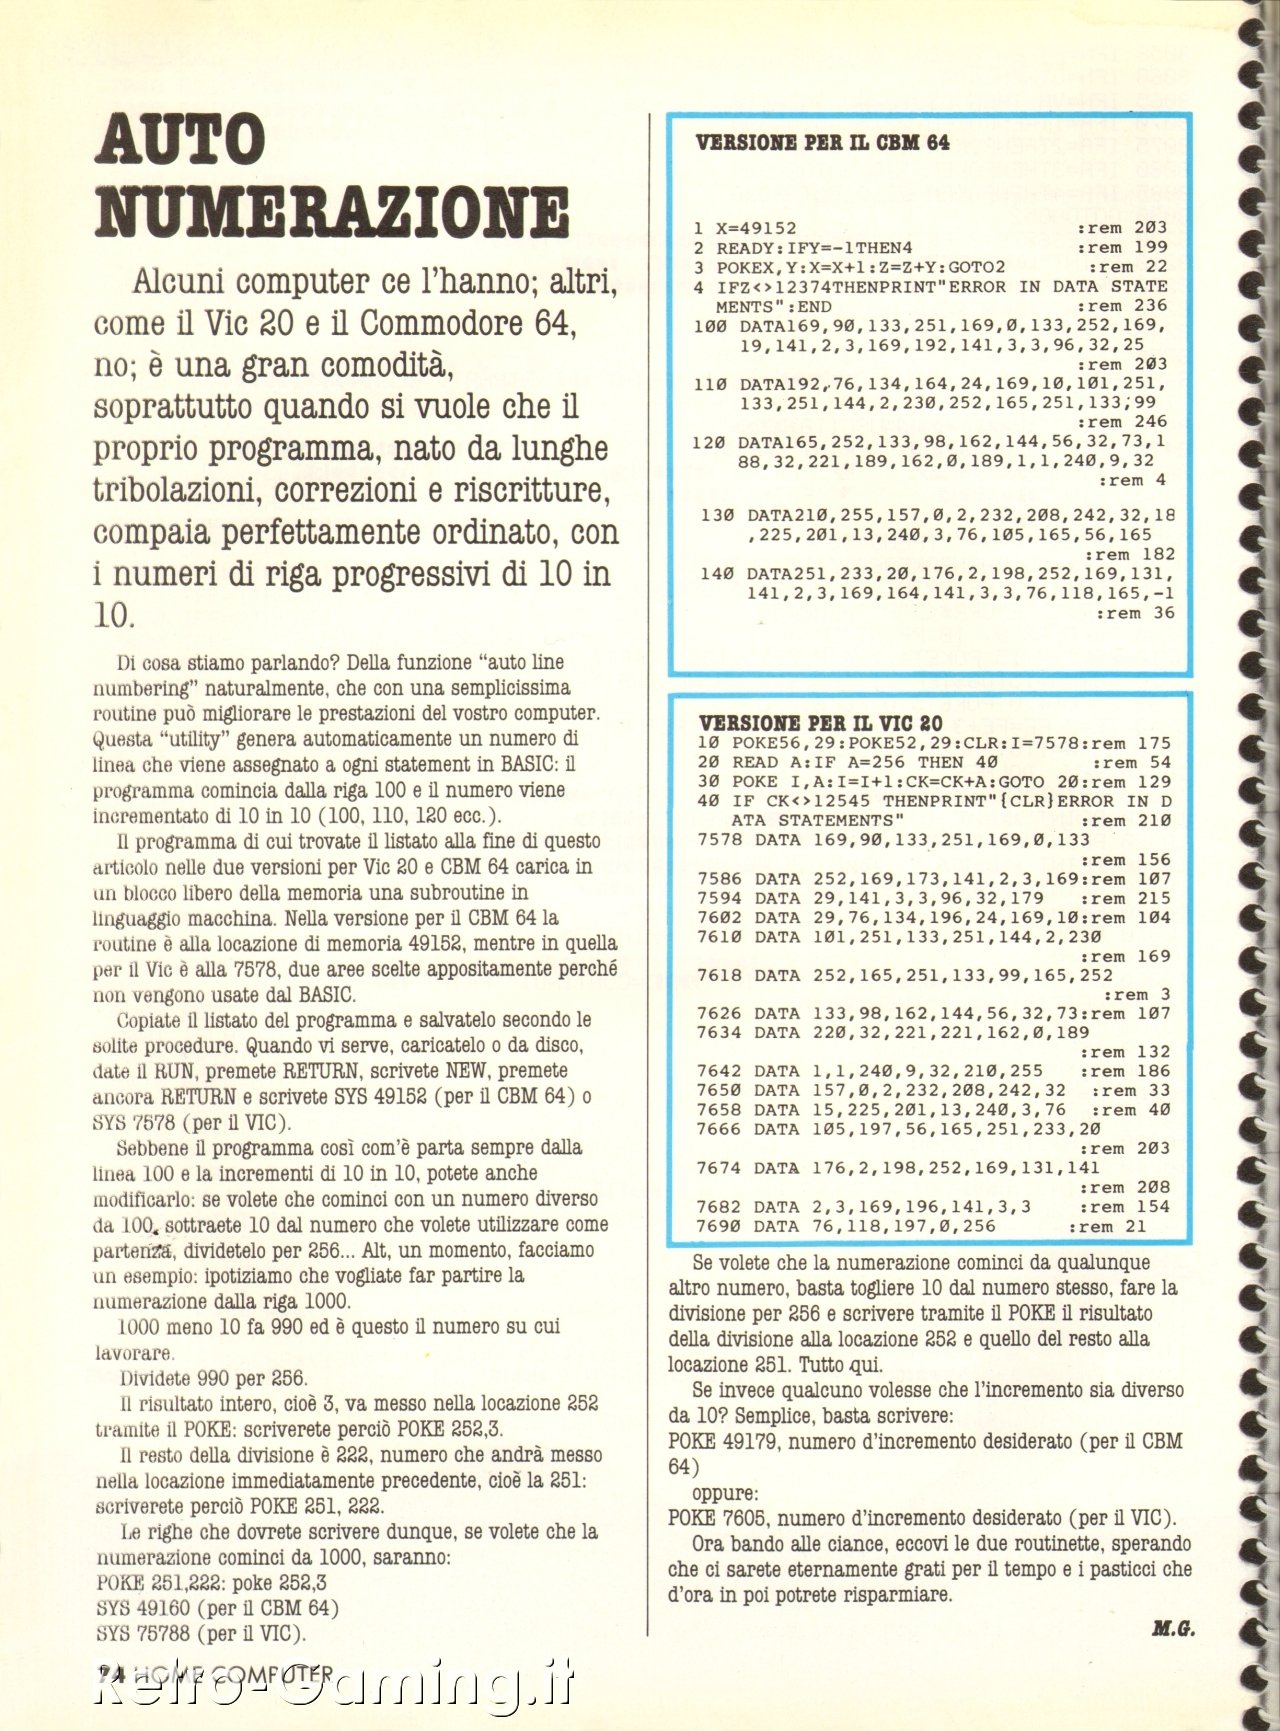 AUTO
NUMERAZIONE
Alcuni computer ce l'hanno; altri,
come il Vic 20 e il Commodore 64,
no; è una gran comodità,
soprattutto quando si vuole che il
proprio programma, nato da lunghe
tribolazioni, correzioni e riscritture,
compaia perfettamente ordinato, con
i numeri di riga progressivi di 10 in
10.
Di cosa stiamo parlando? Della funzione "auto line
numbering" naturalmente, che con una semplicissima
routine può migliorare le prestazioni del vostro computer.
Questa "utility" genera automaticamente un numero di
linea che viene assegnato a ogni statement in BASIC: il
programma comincia dalla riga 100 e il numero viene
incrementato di 10 in 10 (100, 110, 120 ecc.).
Il programma di cui trovate il listato alla fine di questo
articolo nelle due versioni per Vic 20 e CBM 64 carica in
un blocco libero della memoria una subroutine in
linguaggio macchina. Nella versione per il CBM 64 la
routine è alla locazione di memoria 49152, mentre in quella
per il Vic è alla 7578, due aree scelte appositamente perché
non vengono usate dal BASIC.
Copiate il listato del programma e salvatelo secondo le
solite procedure. Quando vi serve, caricatelo o da disco,
date il RUN, premete RETURN, scrivete NEW, premete
ancora RETURN e scrivete SYS 49152 (per il CBM 64) o
SYS 7578 (per il VIC).
Sebbene il programma così com'è parta sempre dalla
linea 100 e la incrementi di 10 in 10, potete anche
modificarlo: se volete che cominci con un numero diverso
da 100, sottraete 10 dal numero che volete utilizzare come
partenza, dividetelo per 256... Alt, un momento, facciamo
un esempio: ipotiziamo che vogliate far partire la
numerazione dalla riga 1000.
1000 meno 10 fa 990 ed è questo il numero su cui
lavorare.
Dividete 990 per 256.
Il risultato intero, cioè 3, va messo nella locazione 252
tramite il POKE: scriverete perciò POKE 252,3.
Il resto della divisione è 222, numero che andrà messo
nella locazione immediatamente precedente, cioè la 251:
scriverete perciò POKE 251, 222.
Le righe che dovrete scrivere dunque, se volete che la
numerazione cominci da 1000, saranno:
POKE 251,222: poke 252,3
SYS 49160 (per il CBM 64)
SYS 75788 (per il VIC).
VERSIONE PER IL CBM 64
1 X=49152 :rem 203
2 READY:IFY=-1THEN4 :rem 199
3 POKEX,Y:X=X+1:Z=Z+Y:GOTO2 :rem 22
4 IFZ<>12374THENPRINT"ERROR IN DATA STATE
MENTS":END :rem 236
100 DATA169,90,133,251,169,0,133,252,169,
19,141,2,3,169,192,141,3,3,96,32,25
:rem 203
110 DATA192,76,134,164,24,169,10,101,251,
133,251,144,2,230,252,165,251,133,99
:rem 246
120 DATA165,252,133,98,162,144,56,32,73,1
88,32,221,189,162,0,189,1,1,240,9,32
:rem 4
130 DATA210,255,157,0,2,232,208,242,32,18
,225,201,13,240,3,76,105,165,56,165
:rem 182
140 DATA251,233,20,176,2,198,252,169,131,
141,2,3,169,164,141,3,3,76,118,165,-1
:rem 36
VERSIONE PER IL VIC 20
10 POKE56,29:POKE52,29:CLR:I=7578:rem 175
20 READ A:IF A=256 THEN 40 :rem 54
30 POKE I,A:I=I+1:CK=CK+A:GOTO 20:rem 129
40 IF CK<>12545 THENPRINT"{CLR}ERROR IN D
ATA STATEMENTS" :rem 210
7578 DATA 169,90,133,251,169,0,133
:rem 156
7586 DATA 252,169,173,141,2,3,169:rem 107
7594 DATA 29,141,3,3,96,32,179 :rem 215
7602 DATA 29,76,134,196,24,169,10:rem 104
7610 DATA 101,251,133,251,144,2,230
:rem 169
7618 DATA 252,165,251,133,99,165,252
:rem 3
7626 DATA 133,98,162,144,56,32,73:rem 107
7634 DATA 220,32,221,221,162,0,189
:rem 132
7642 DATA 1,1,240,9,32,210,255 :rem 186
7650 DATA 157,0,2,232,208,242,32 :rem 33
7658 DATA 15,225,201,13,240,3,76 :rem 40
7666 DATA 105,197,56,165,251,233,20
:rem 203
7674 DATA 176,2,198,252,169,131,141
:rem 208
7682 DATA 2,3,169,196,141,3,3 :rem 154
7690 DATA 76,118,197,0,256 :rem 21
Se volete che la numerazione cominci da qualunque
altro numero, basta togliere 10 dal numero stesso, fare la
divisione per 256 e scrivere tramite il POKE il risultato
della divisione alla locazione 252 e quello del resto alla
locazione 251. Tutto qui.
Se invece qualcuno volesse che l'incremento sia diverso
da 10? Semplice, basta scrivere:
POKE 49179, numero d'incremento desiderato (per il CBM
64)
oppure:
POKE 7605, numero d'incremento desiderato (per il VIC).
Ora bando alle ciance, eccovi le due routinette, sperando
che ci sarete eternamente grati per il tempo e i pasticci che
d'ora in poi potrete risparmiare.
M.G.
94 HOME COMPUTER
Retro-Gaming.it